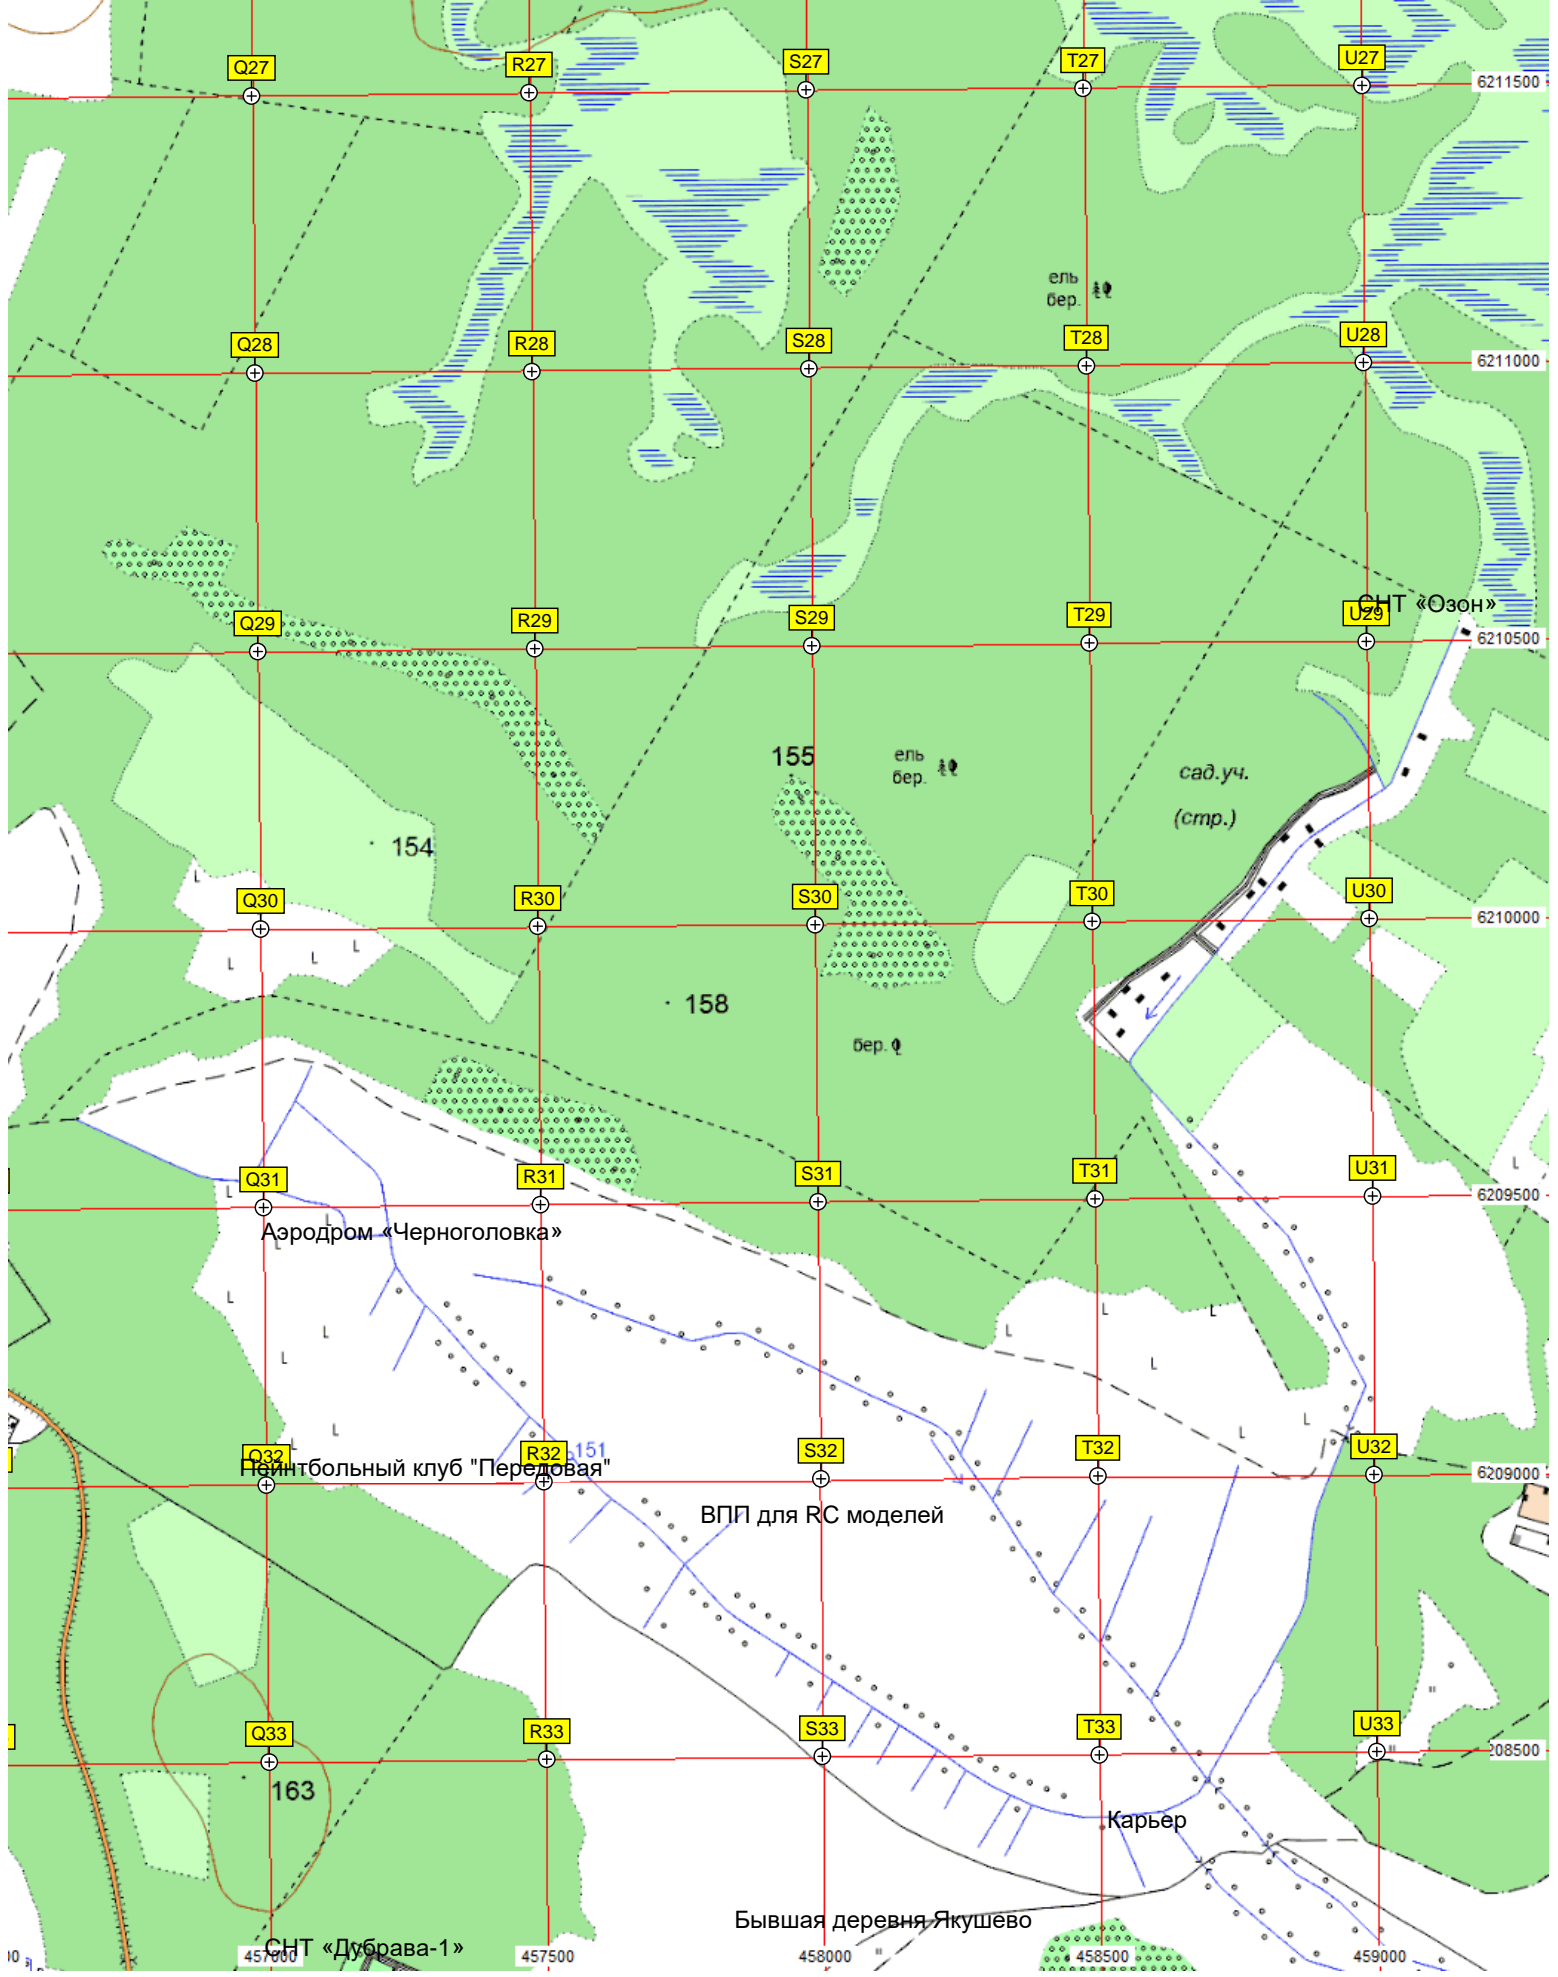 Q27 R27 S27 T27 U27
6211500
ель
бер.
Q28 R28 S28 T28 U28
6211000
СНТ «Озон»
Q29 R29 S29 T29 U29
6210500
155
ель
бер.
сад.уч.
(стр.)
154
Q30 R30 S30 T30 U30
6210000
158
бер.
L
L
L
L
Q31 R31 S31 T31 U31
6209500
L
L
Аэродром «Черноголовка»
L
L
L
L
L
L
L
L
L
L
L
L
L
L
Q32 R32 S32 T32 U32
151
Пейнтбольный клуб "Передовая"
6209000
ВПП для RC моделей
Q33 R33 S33 T33 U33
208500
163
Карьер
Бывшая деревня Якушево
СНТ «Дубрава-1»
00 457000 457500 458000 458500 459000